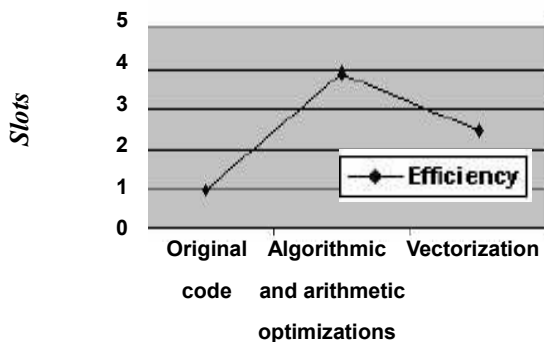 Slots
5
4
3
2
1
0
Efficiency
Original Algorithmic Vectorization
code and arithmetic
optimizations